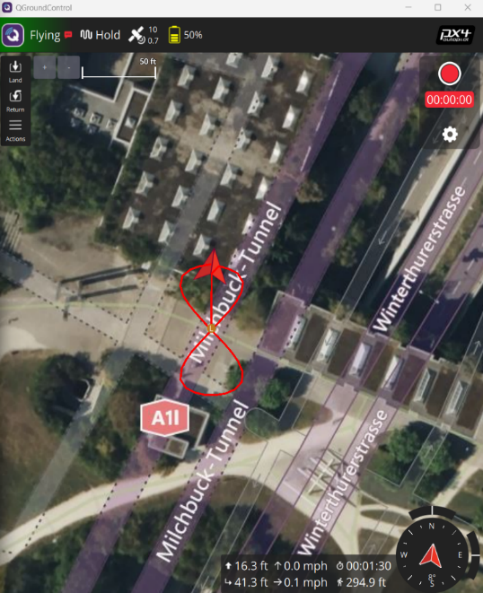 QGroundControl
Flying
Hold
10
0.7
50%
PX4
Land
Return
Actions
+
-
50 ft
00:00:00
Milchbuck-Tunnel
Winterthurerstrasse
A1l
Milchbuck-Tunnel
Winterthurerstrasse
N
W
E
8°
S
16.3 ft 0.0 mph 00:01:30
41.3 ft 0.1 mph 294.9 ft